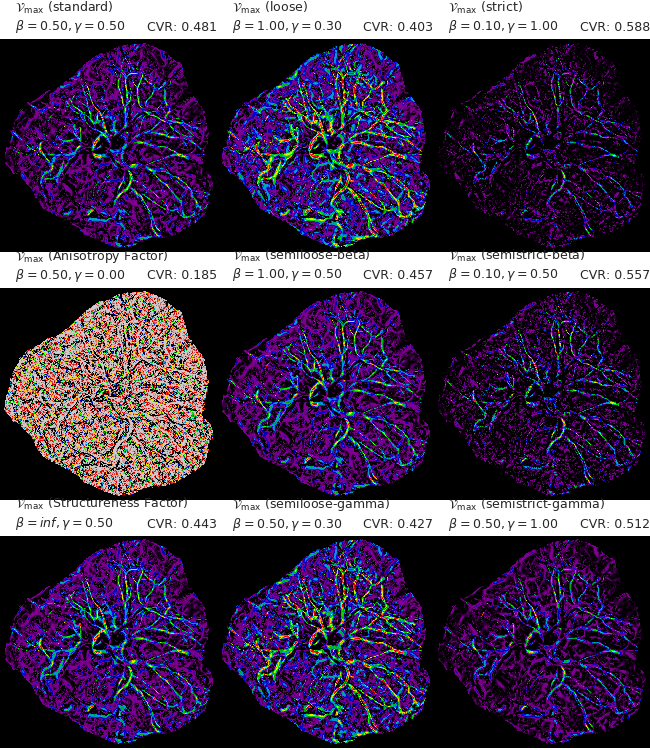 𝒱max (standard)
β = 0.50, γ = 0.50 CVR: 0.481
𝒱max (loose)
β = 1.00, γ = 0.30 CVR: 0.403
𝒱max (strict)
β = 0.10, γ = 1.00 CVR: 0.588
𝒱max (Anisotropy Factor)
β = 0.50, γ = 0.00 CVR: 0.185
𝒱max (semiloose-beta)
β = 1.00, γ = 0.50 CVR: 0.457
𝒱max (semistrict-beta)
β = 0.10, γ = 0.50 CVR: 0.557
𝒱max (Structureness Factor)
β = inf, γ = 0.50 CVR: 0.443
𝒱max (semiloose-gamma)
β = 0.50, γ = 0.30 CVR: 0.427
𝒱max (semistrict-gamma)
β = 0.50, γ = 1.00 CVR: 0.512